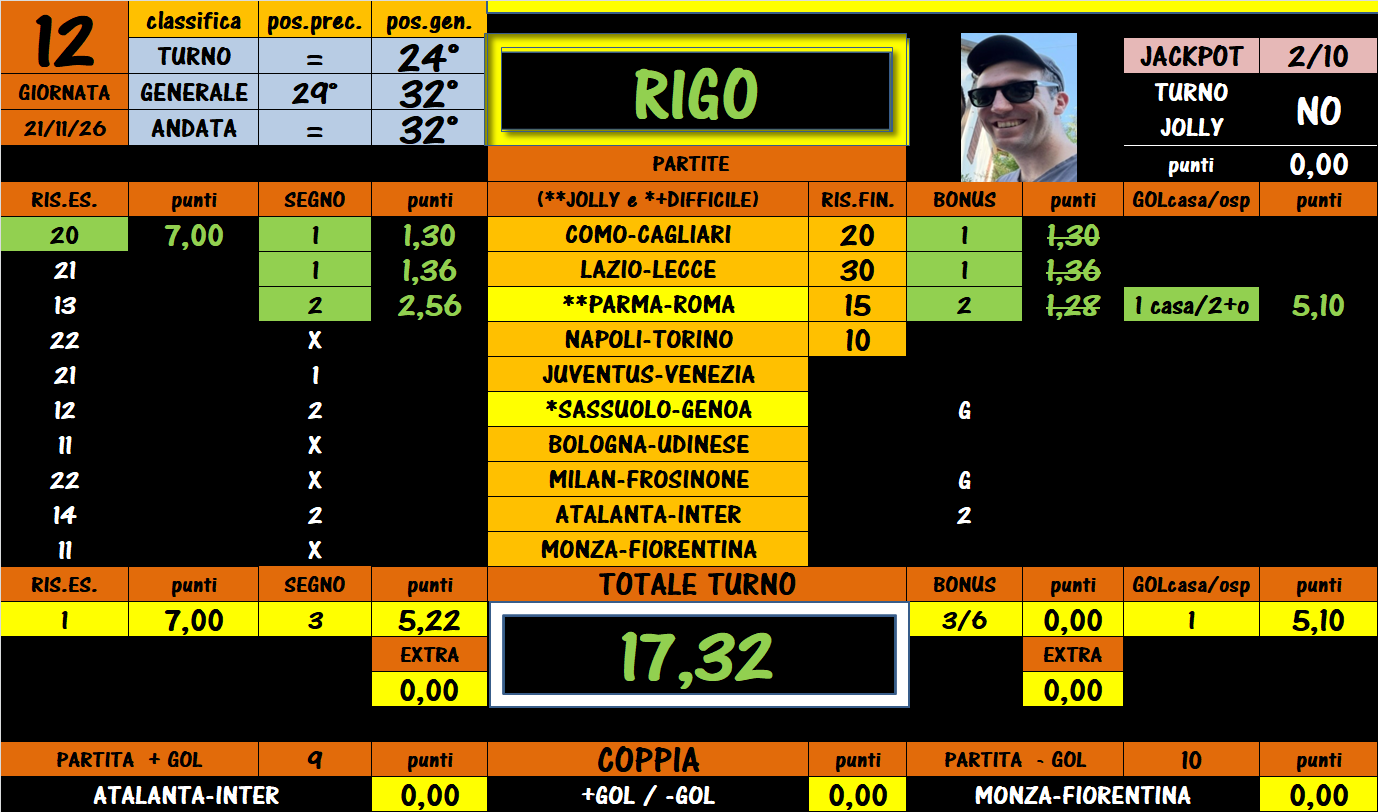 12 classifica pos.prec. pos.gen.
TURNO = 24°
GIORNATA GENERALE 29° 32°
21/11/26 ANDATA = 32°
RIGO
JACKPOT 2/10
TURNO JOLLY NO
punti 0,00
PARTITE
RIS.ES. punti SEGNO punti (**JOLLY e *+DIFFICILE) RIS.FIN. BONUS punti GOLcasa/osp punti
20 7,00 1 1,30 COMO-CAGLIARI 20 1 1,30
21 1 1,36 LAZIO-LECCE 30 1 1,36
13 2 2,56 **PARMA-ROMA 15 2 1,28 1 casa/2+o 5,10
22 X NAPOLI-TORINO 10
21 1 JUVENTUS-VENEZIA
12 2 *SASSUOLO-GENOA G
11 X BOLOGNA-UDINESE
22 X MILAN-FROSINONE G
14 2 ATALANTA-INTER 2
11 X MONZA-FIORENTINA
RIS.ES. punti SEGNO punti TOTALE TURNO BONUS punti GOLcasa/osp punti
1 7,00 3 5,22 17,32 3/6 0,00 1 5,10
EXTRA EXTRA
0,00 0,00
PARTITA + GOL 9 punti COPPIA punti PARTITA - GOL 10 punti
ATALANTA-INTER 0,00 +GOL / -GOL 0,00 MONZA-FIORENTINA 0,00